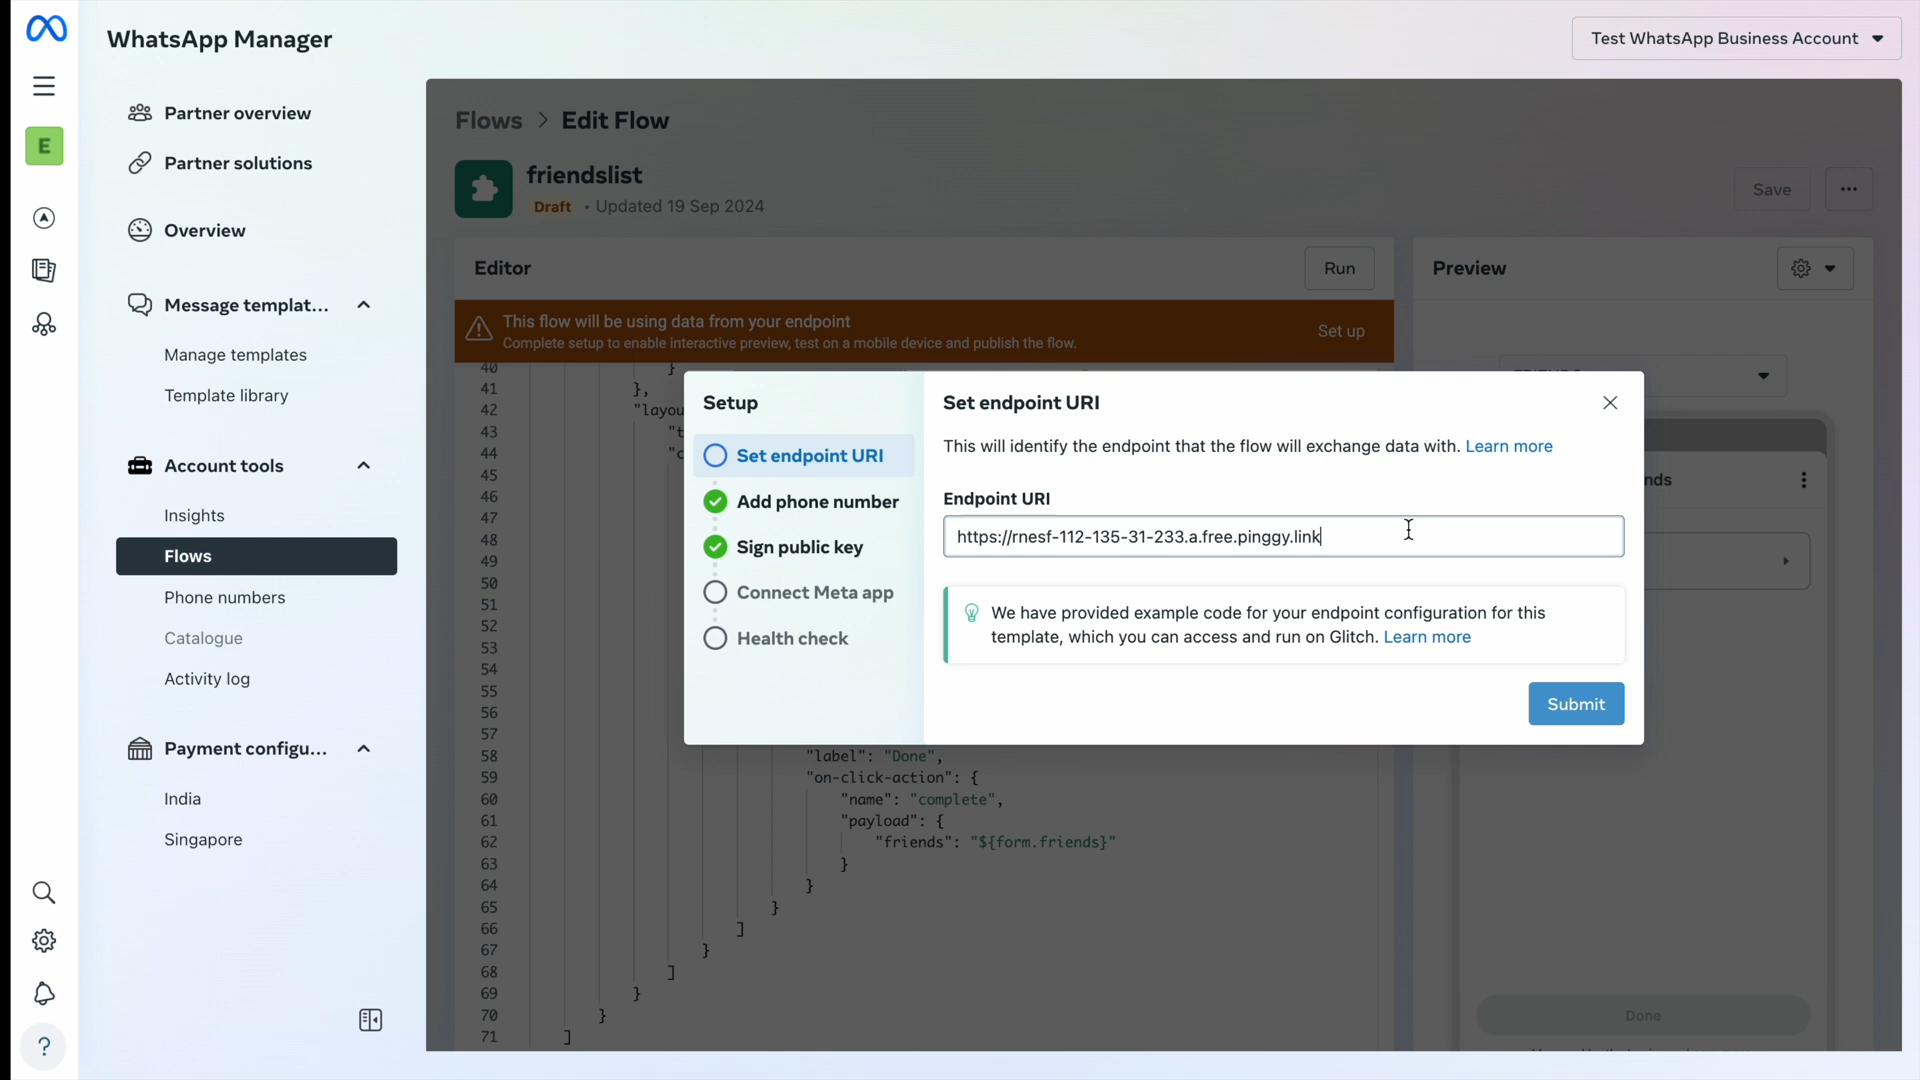 WhatsApp Manager
Test WhatsApp Business Account
E
Partner overview
Partner solutions
Overview
Message templat...
Manage templates
Template library
Account tools
Insights
Flows
Phone numbers
Catalogue
Activity log
Payment configu...
India
Singapore
?
Flows > Edit Flow
friendslist
Draft • Updated 19 Sep 2024
Save
Editor
Run
This flow will be using data from your endpoint
Complete setup to enable interactive preview, test on a mobile device and publish the flow.
Set up
40 }
41 },
42 "layou
43 "t
44 "c
45
46
47
48
49
50
51
52
53
54
55
56
57
58 "label": "Done",
59 "on-click-action": {
60 "name": "complete",
61 "payload": {
62 "friends": "${form.friends}"
63 }
64 }
65 }
66 ]
67 }
68 ]
69 }
70 }
71 ]
Setup
Set endpoint URI
Add phone number
Sign public key
Connect Meta app
Health check
Set endpoint URI
This will identify the endpoint that the flow will exchange data with. Learn more
Endpoint URI
https://rnesf-112-135-31-233.a.free.pinggy.link
We have provided example code for your endpoint configuration for this
template, which you can access and run on Glitch. Learn more
Submit
Preview
nds
Done